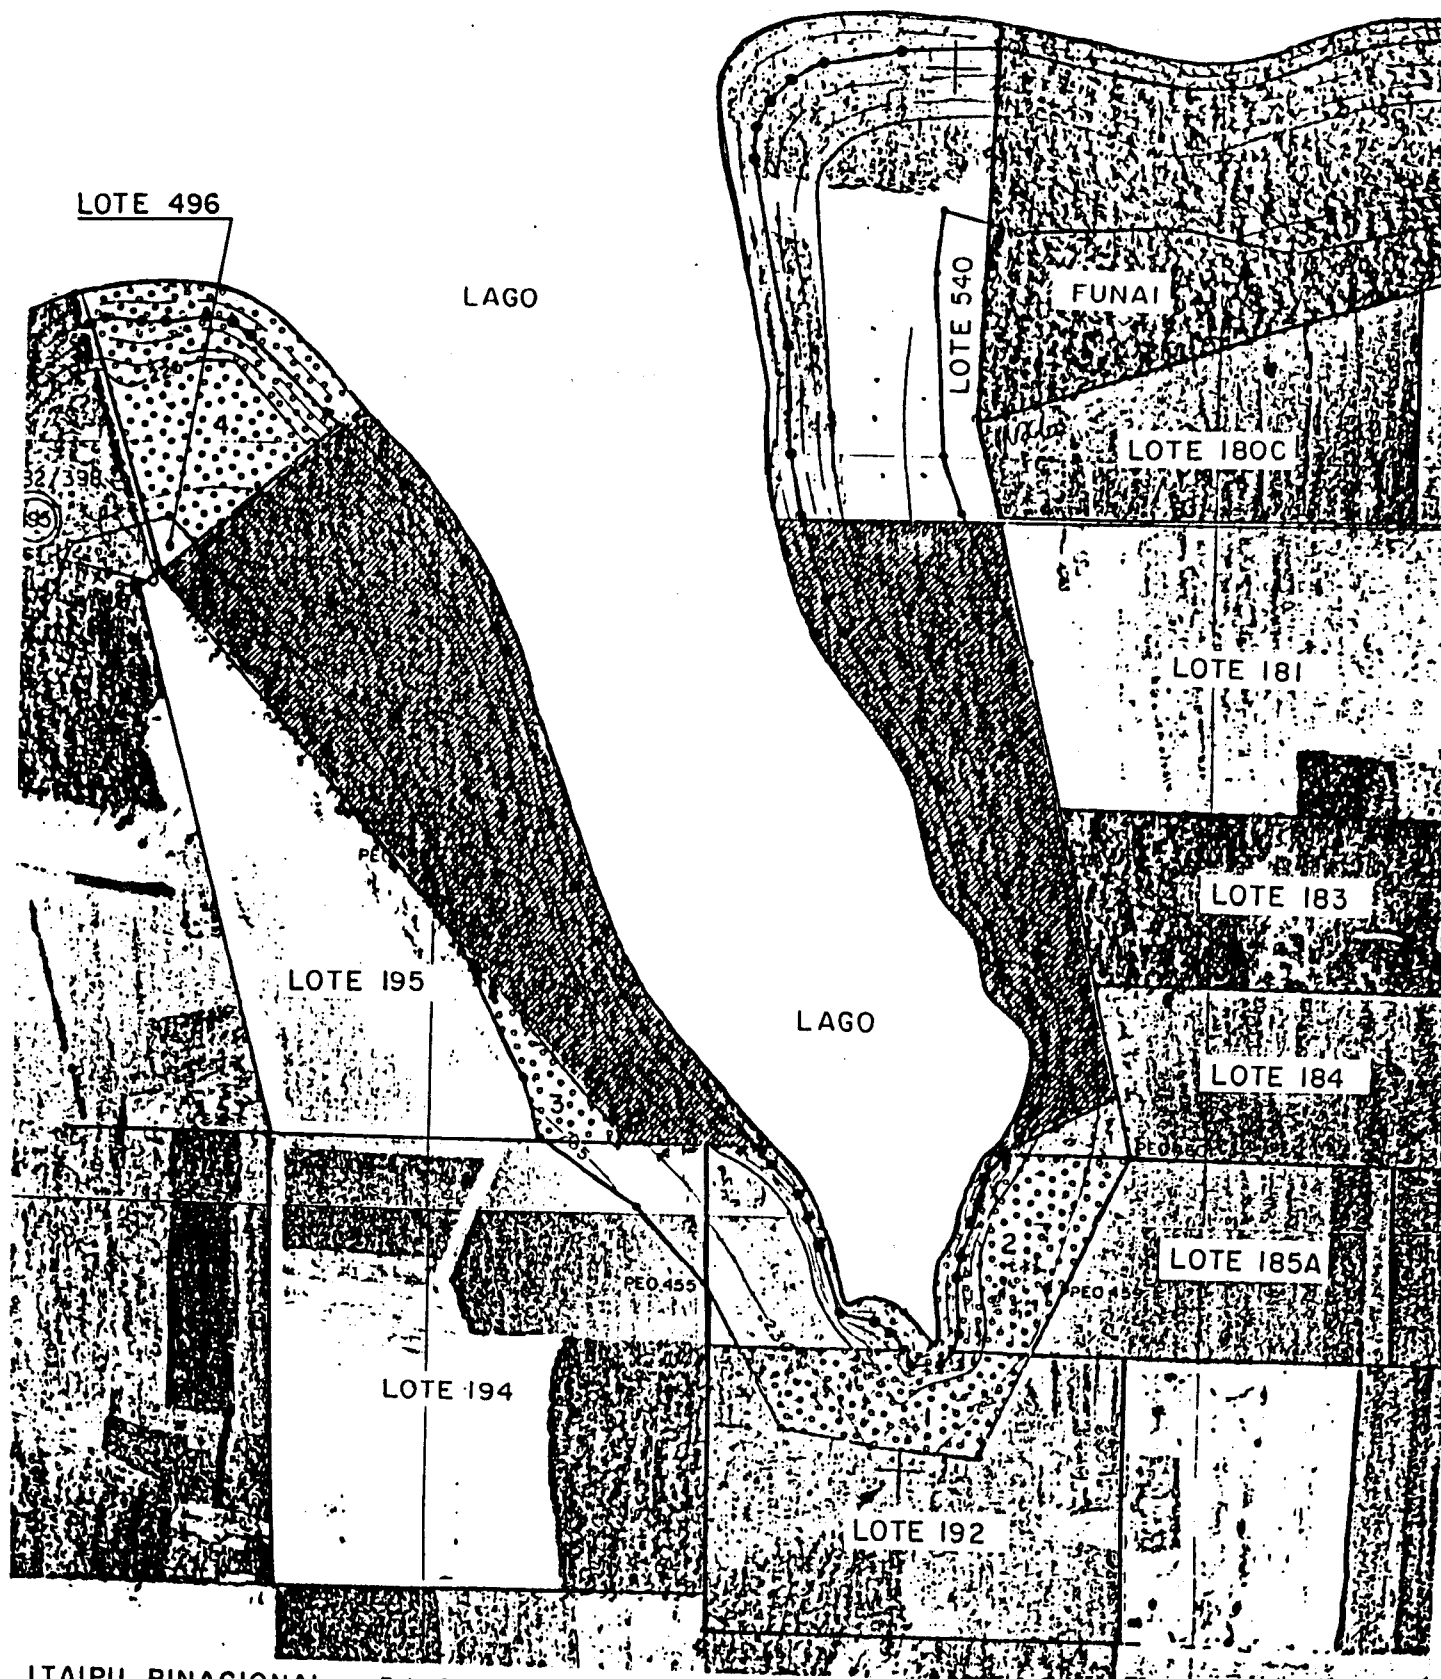 LOTE 496
LAGO
LOTE 540
FUNAI
LOTE 180C
4
LOTE 181
LOTE 183
LOTE 195
LAGO
LOTE 184
3
2
LOTE 185A
PEO.455
LOTE 194
1
LOTE 192
ITAIPU BINACIONAL